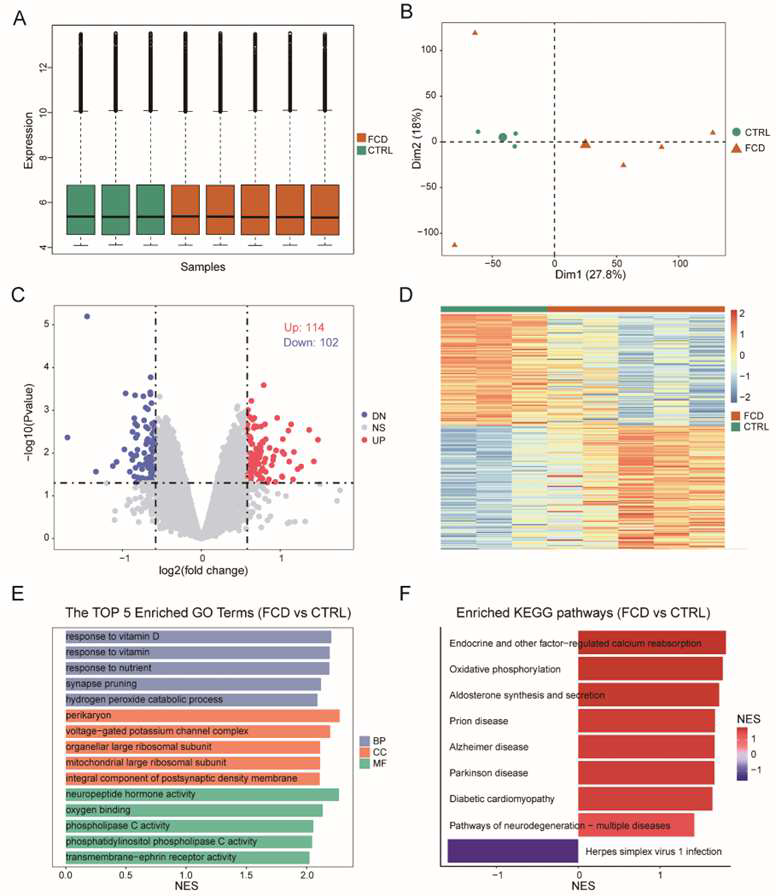 A
Expression
4
6
8
10
12
Samples
FCD
CTRL
B
Dim2 (18%)
100
50
0
−50
−100
−50
0
50
100
Dim1 (27.8%)
CTRL
FCD
C
−log10(Pvalue)
5
4
3
2
1
0
Up: 114
Down: 102
−1
0
1
log2(fold change)
DN
NS
UP
D
2
1
0
−1
−2
FCD
CTRL
E
The TOP 5 Enriched GO Terms (FCD vs CTRL)
response to vitamin D
response to vitamin
response to nutrient
synapse pruning
hydrogen peroxide catabolic process
perikaryon
voltage-gated potassium channel complex
organellar large ribosomal subunit
mitochondrial large ribosomal subunit
integral component of postsynaptic density membrane
neuropeptide hormone activity
oxygen binding
phospholipase C activity
phosphatidylinositol phospholipase C activity
transmembrane-ephrin receptor activity
0.0
0.5
1.0
1.5
2.0
NES
BP
CC
MF
F
Enriched KEGG pathways (FCD vs CTRL)
Endocrine and other factor−regulated calcium reabsorption
Oxidative phosphorylation
Aldosterone synthesis and secretion
Prion disease
Alzheimer disease
Parkinson disease
Diabetic cardiomyopathy
Pathways of neurodegeneration − multiple diseases
Herpes simplex virus 1 infection
−1
0
1
NES
NES
1
0
−1